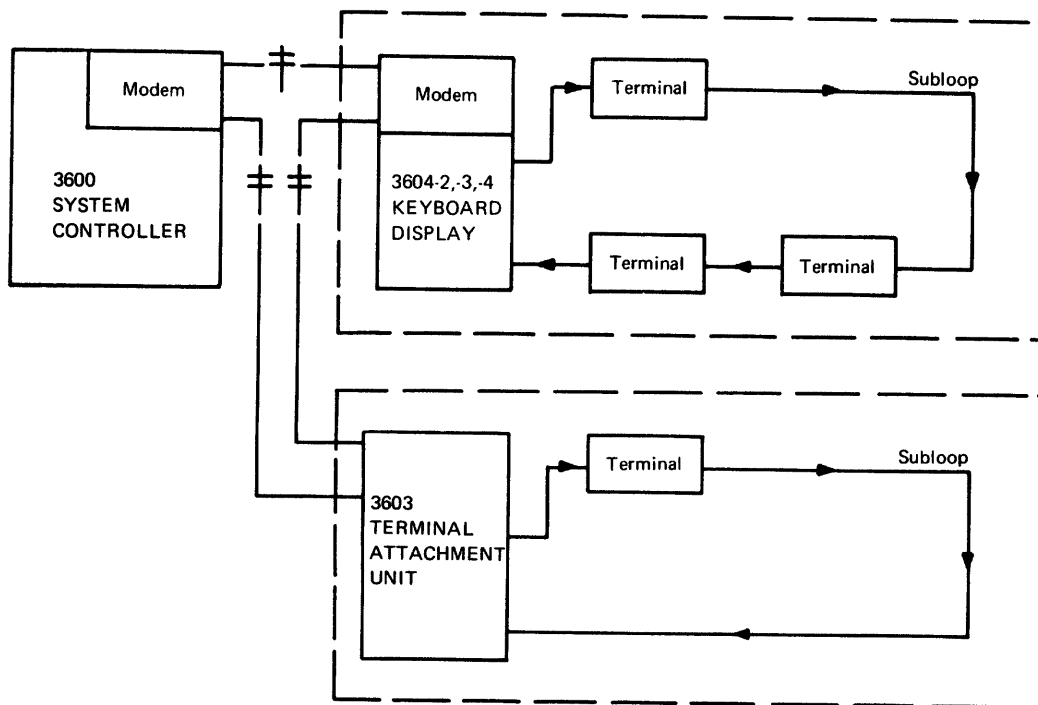 Modem
3600
SYSTEM
CONTROLLER
Modem
3604-2,-3,-4
KEYBOARD
DISPLAY
Terminal
Subloop
Terminal
Terminal
3603
TERMINAL
ATTACHMENT
UNIT
Terminal
Subloop